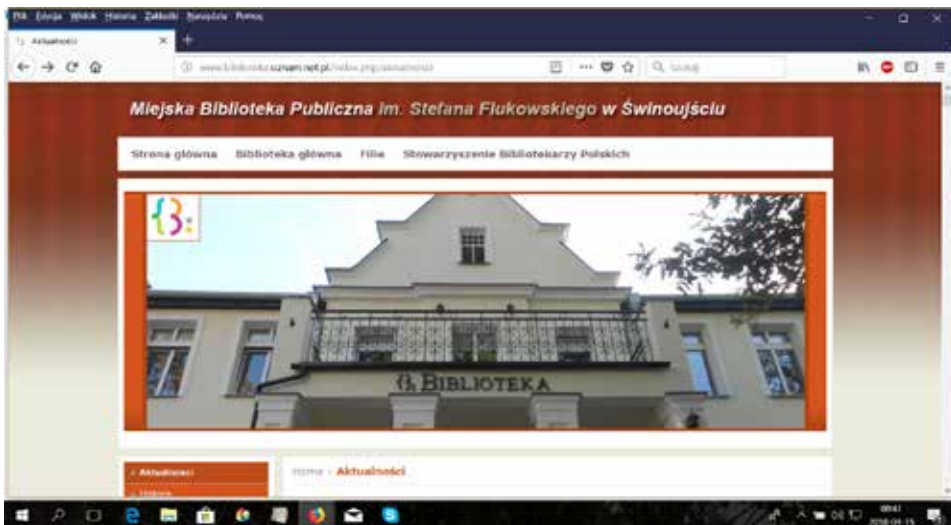 Plik Edycja Widok Historia Zakładki Narzędzia Pomoc
Aktualności
Miejska Biblioteka Publiczna Im. Stefana Flukowskiego w Świnoujściu
Strona główna Biblioteka główna Filie Stowarzyszenie Bibliotekarzy Polskich
{B:
BIBLIOTEKA
Aktualności
Home Aktualności
Historia